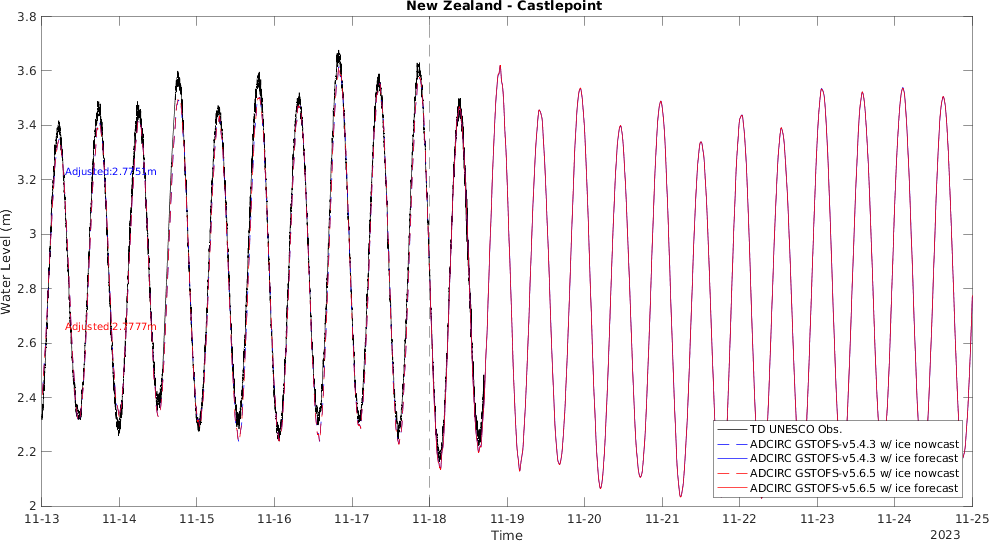 New Zealand - Castlepoint
3.8
3.6
3.4
3.2
3
2.8
2.6
2.4
2.2
2
Water Level (m)
Adjusted:2.7751m
Adjusted:2.7777m
TD UNESCO Obs.
ADCIRC GSTOFS-v5.4.3 w/ ice nowcast
ADCIRC GSTOFS-v5.4.3 w/ ice forecast
ADCIRC GSTOFS-v5.6.5 w/ ice nowcast
ADCIRC GSTOFS-v5.6.5 w/ ice forecast
11-13 11-14 11-15 11-16 11-17 11-18 11-19 11-20 11-21 11-22 11-23 11-24 11-25
Time
2023